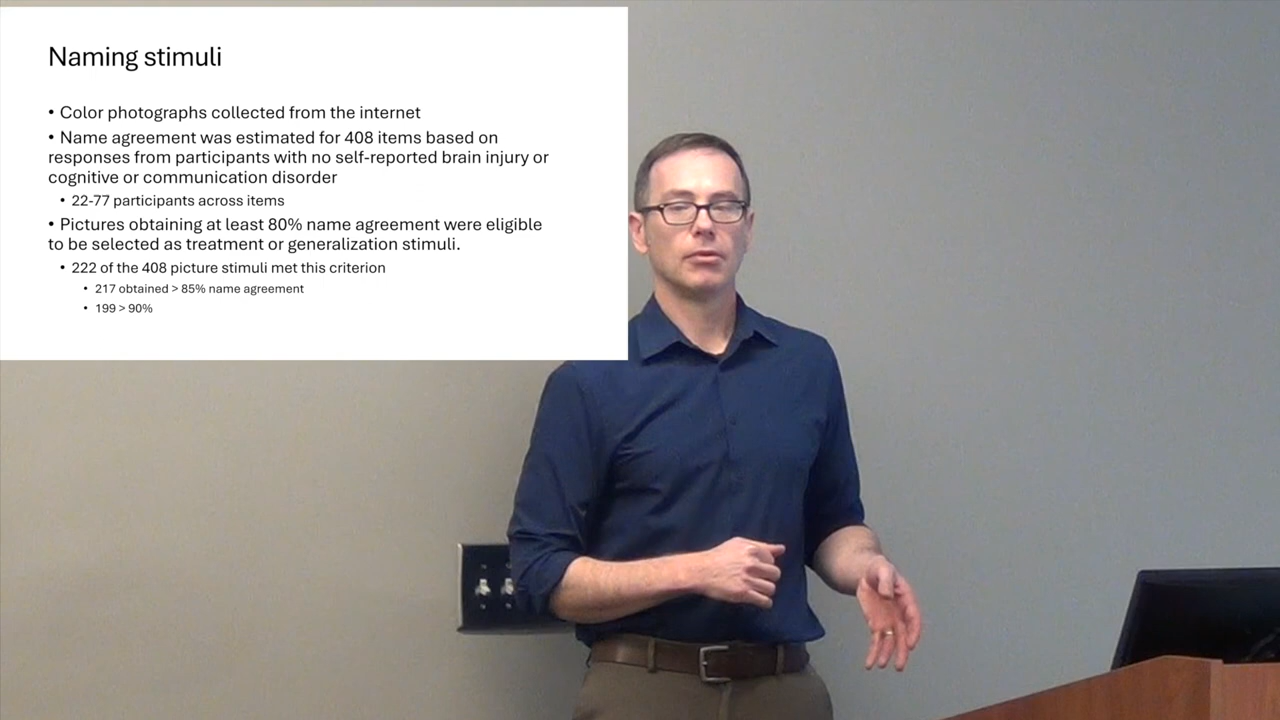 Naming stimuli
• Color photographs collected from the internet
• Name agreement was estimated for 408 items based on
responses from participants with no self-reported brain injury or
cognitive or communication disorder
• 22-77 participants across items
• Pictures obtaining at least 80% name agreement were eligible
to be selected as treatment or generalization stimuli.
• 222 of the 408 picture stimuli met this criterion
• 217 obtained > 85% name agreement
• 199 > 90%